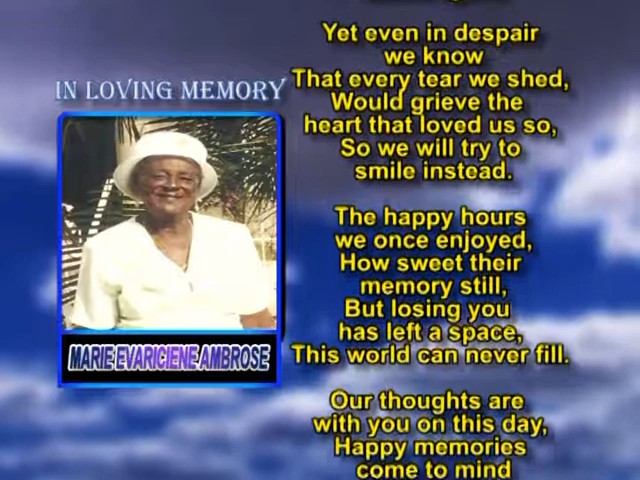 IN LOVING MEMORY
MARIE EVARICIENE AMBROSE
Yet even in despair
we know
That every tear we shed,
Would grieve the
heart that loved us so,
So we will try to
smile instead.
The happy hours
we once enjoyed,
How sweet their
memory still,
But losing you
has left a space,
This world can never fill.
Our thoughts are
with you on this day,
Happy memories
come to mind